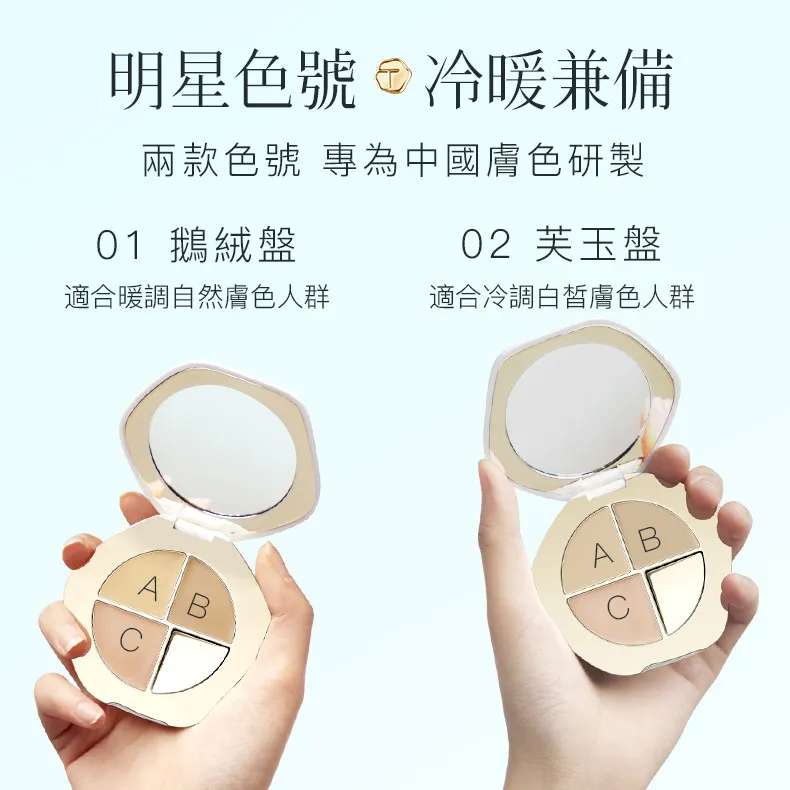 明星色號 T 冷暖兼備
兩款色號 專為中國膚色研製
01 鵝絨盤
適合暖調自然膚色人群
02 芙玉盤
適合冷調白皙膚色人群
A B
C
A B
C